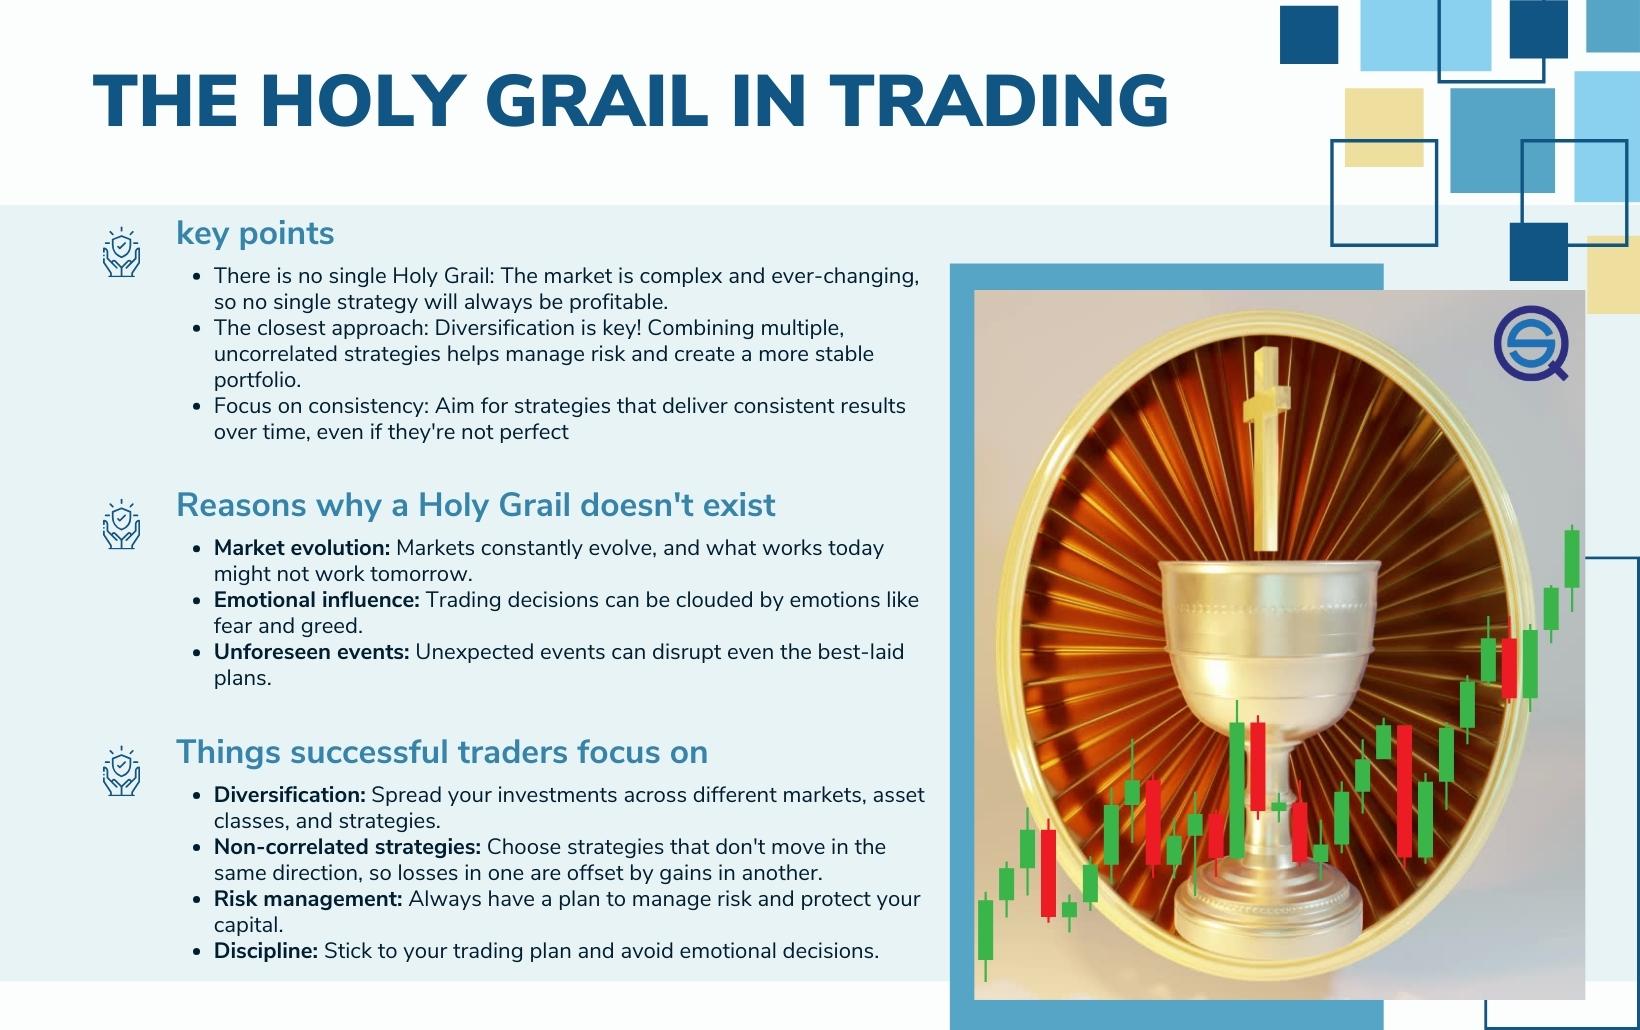 THE HOLY GRAIL IN TRADING
key points
• There is no single Holy Grail: The market is complex and ever-changing,
so no single strategy will always be profitable.
• The closest approach: Diversification is key! Combining multiple,
uncorrelated strategies helps manage risk and create a more stable
portfolio.
• Focus on consistency: Aim for strategies that deliver consistent results
over time, even if they're not perfect
Reasons why a Holy Grail doesn't exist
• Market evolution: Markets constantly evolve, and what works today
might not work tomorrow.
• Emotional influence: Trading decisions can be clouded by emotions like
fear and greed.
• Unforeseen events: Unexpected events can disrupt even the best-laid
plans.
Things successful traders focus on
• Diversification: Spread your investments across different markets, asset
classes, and strategies.
• Non-correlated strategies: Choose strategies that don't move in the
same direction, so losses in one are offset by gains in another.
• Risk management: Always have a plan to manage risk and protect your
capital.
• Discipline: Stick to your trading plan and avoid emotional decisions.